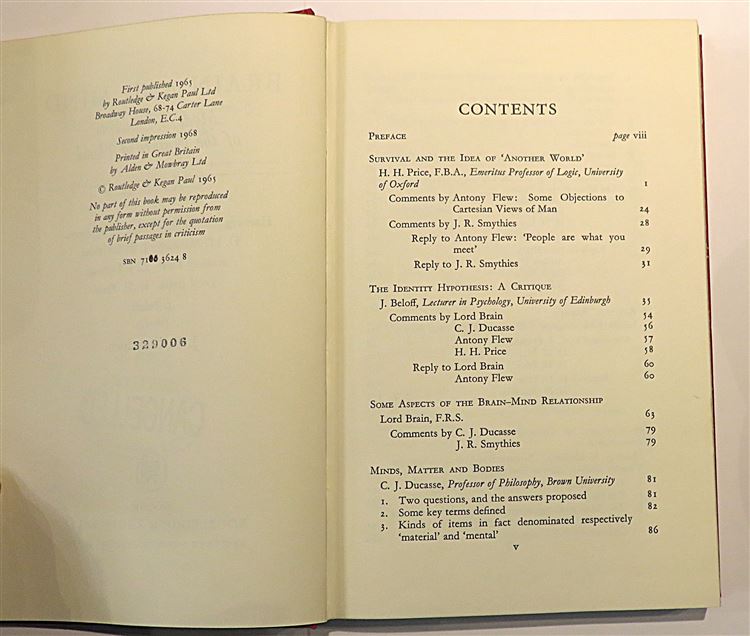 First published 1965
by Routledge & Kegan Paul Ltd
Broadway House, 68-74 Carter Lane
London, E.C.4
Second impression 1968
Printed in Great Britain
by Alden & Mowbray Ltd
© Routledge & Kegan Paul 1965
No part of this book may be reproduced
in any form without permission from
the publisher, except for the quotation
of brief passages in criticism
SBN 7100 3624 8
329006
CONTENTS
PREFACE page viii
SURVIVAL AND THE IDEA OF ‘ANOTHER WORLD’
H. H. Price, F.B.A., Emeritus Professor of Logic, University
of Oxford 1
Comments by Antony Flew: Some Objections to
Cartesian Views of Man 24
Comments by J. R. Smythies 28
Reply to Antony Flew: ‘People are what you
meet’ 29
Reply to J. R. Smythies 31
THE IDENTITY HYPOTHESIS: A CRITIQUE
J. Beloff, Lecturer in Psychology, University of Edinburgh 35
Comments by Lord Brain 54
C. J. Ducasse 56
Antony Flew 57
H. H. Price 58
Reply to Lord Brain 60
Antony Flew 60
SOME ASPECTS OF THE BRAIN–MIND RELATIONSHIP
Lord Brain, F.R.S. 63
Comments by C. J. Ducasse 79
J. R. Smythies 79
MINDS, MATTER AND BODIES
C. J. Ducasse, Professor of Philosophy, Brown University 81
1. Two questions, and the answers proposed 81
2. Some key terms defined 82
3. Kinds of items in fact denominated respectively
‘material’ and ‘mental’ 86
v